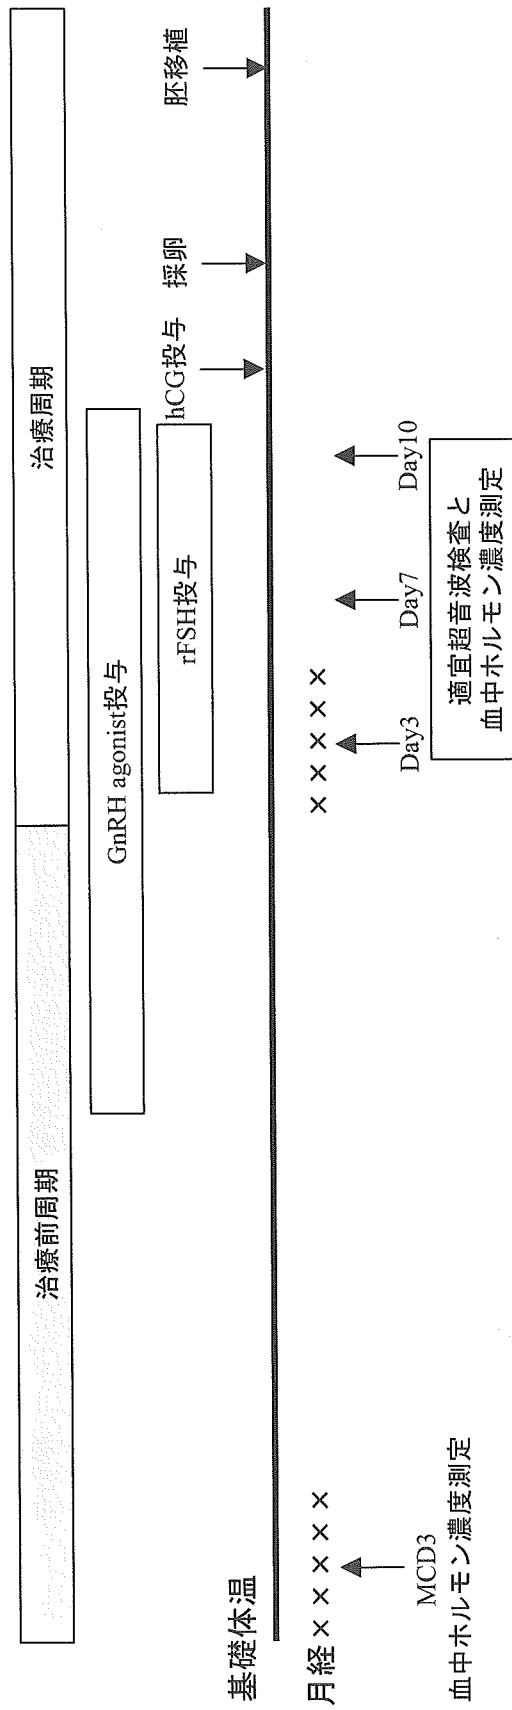 治療前周期
治療周期
GnRH agonist投与
rFSH投与
hCG投与
採卵
胚移植
基礎体温
月経×××××
×××××
MCD3
血中ホルモン濃度測定
Day3
Day7
Day10
適宜超音波検査と
血中ホルモン濃度測定